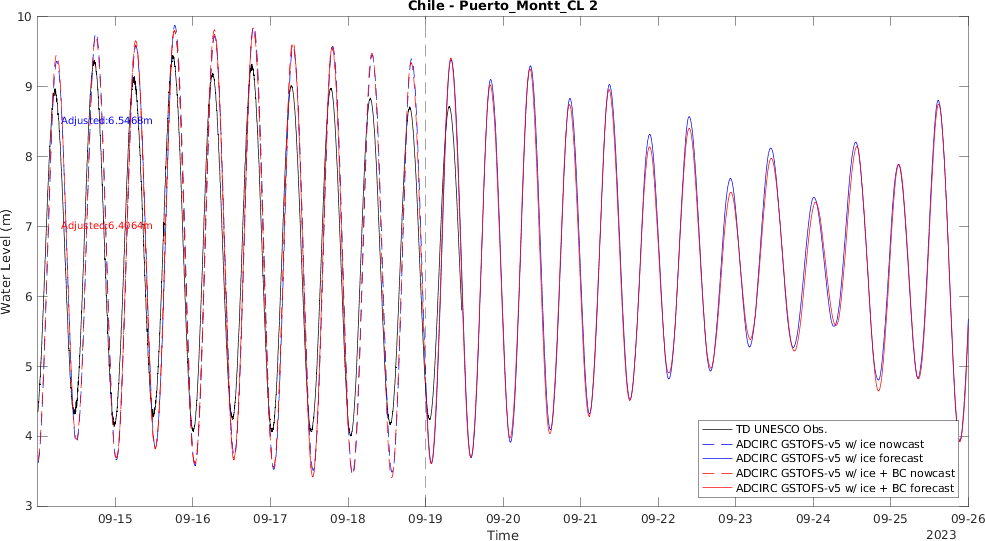 Chile - Puerto_Montt_CL 2
Water Level (m)
10
9
8
7
6
5
4
3
Adjusted:6.5468m
Adjusted:6.4064m
TD UNESCO Obs.
ADCIRC GSTOFS-v5 w/ ice nowcast
ADCIRC GSTOFS-v5 w/ ice forecast
ADCIRC GSTOFS-v5 w/ ice + BC nowcast
ADCIRC GSTOFS-v5 w/ ice + BC forecast
09-15 09-16 09-17 09-18 09-19 09-20 09-21 09-22 09-23 09-24 09-25 09-26
Time
2023